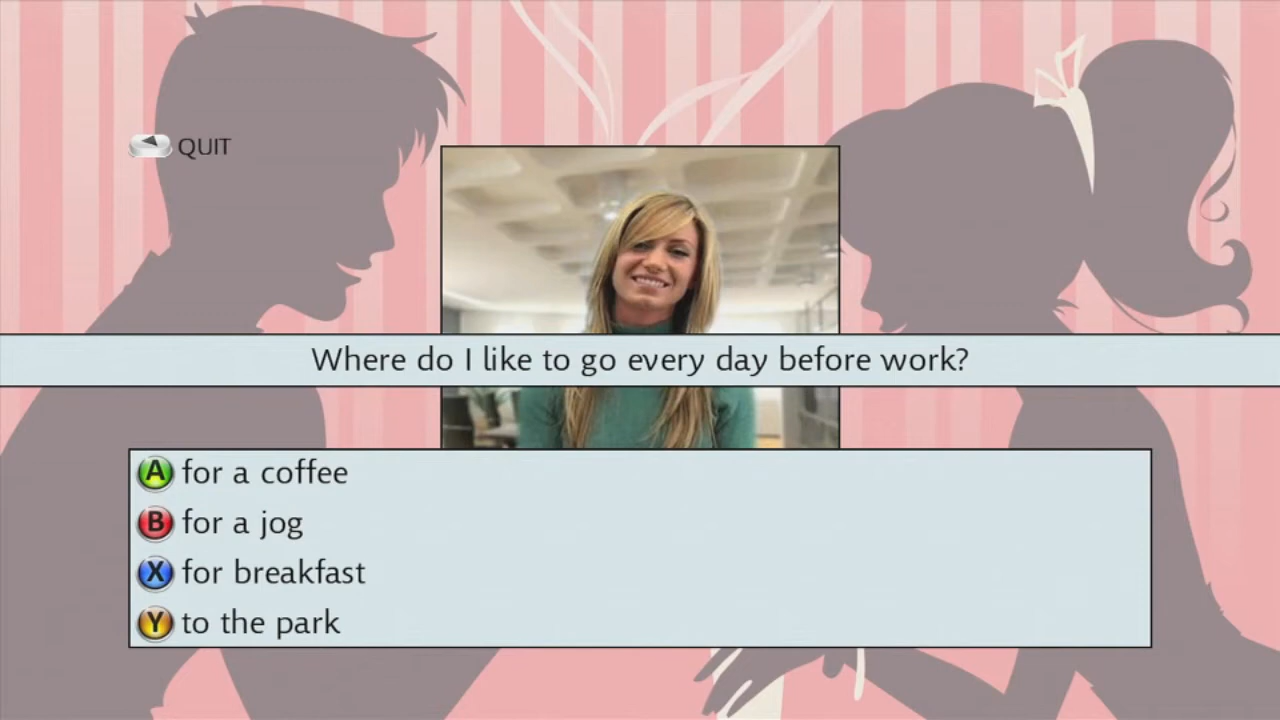 QUIT
Where do I like to go every day before work?
A for a coffee
B for a jog
X for breakfast
Y to the park